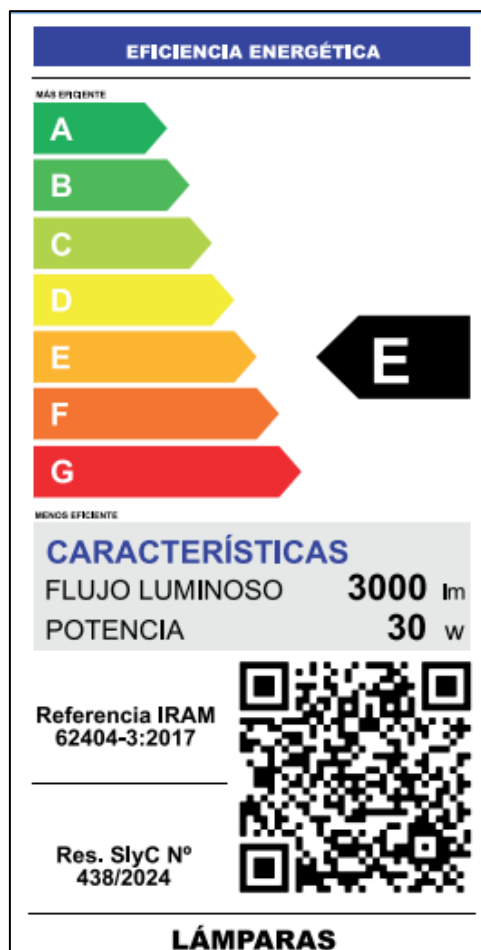 EFICIENCIA ENERGÉTICA
MÁS EFICIENTE
A
B
C
D
E
E
F
G
MENOS EFICIENTE
CARACTERÍSTICAS
FLUJO LUMINOSO 3000 lm
POTENCIA 30 w
Referencia IRAM
62404-3:2017
Res. SIyC Nº
438/2024
LÁMPARAS